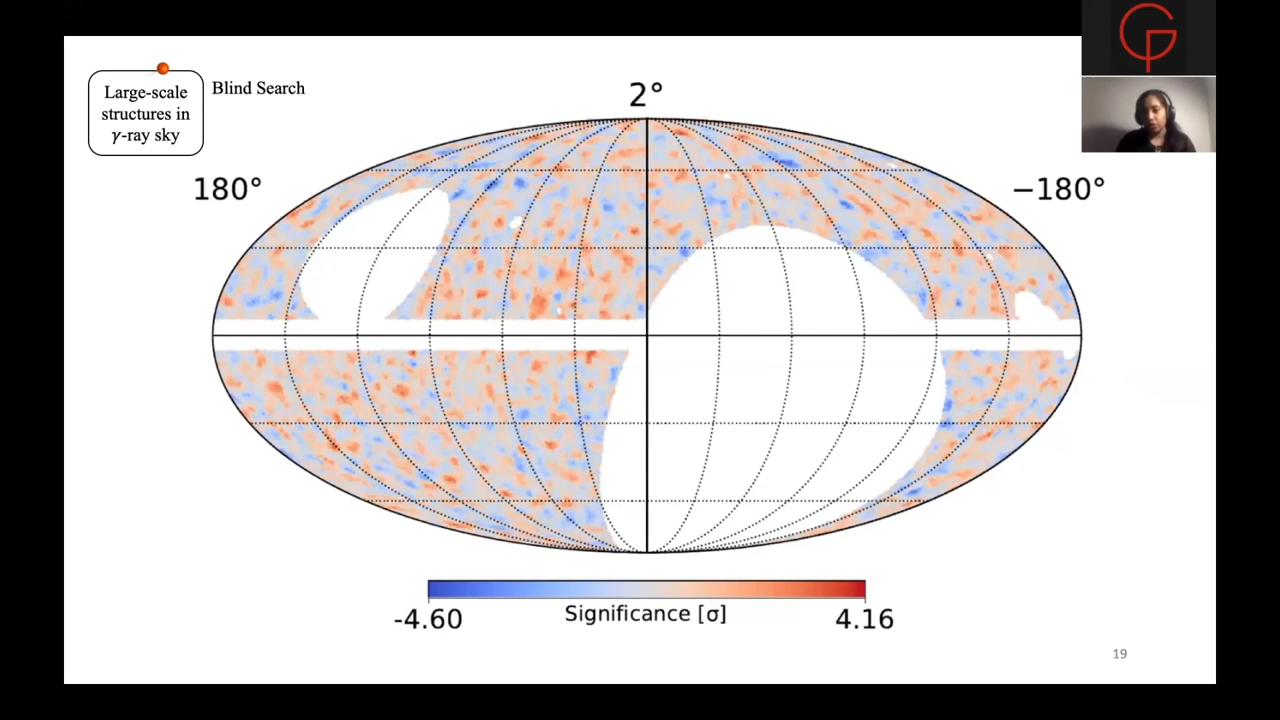 Large-scale
structures in
γ-ray sky
Blind Search
2°
180°
−180°
-4.60
Significance [σ]
4.16
19